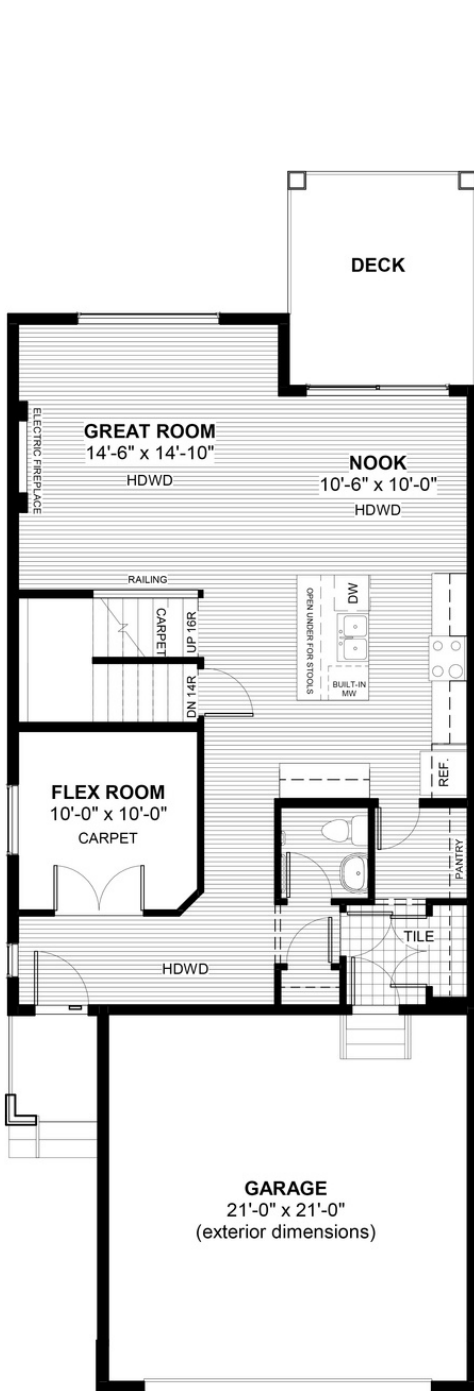 DECK
GREAT ROOM
14'-6" x 14'-10"
HDWD
ELECTRIC FIREPLACE
NOOK
10'-6" x 10'-0"
HDWD
RAILING
CARPET
UP 16R
DN 14R
OPEN UNDER FOR STOOLS
DW
BUILT-IN
MW
REF.
FLEX ROOM
10'-0" x 10'-0"
CARPET
PANTRY
TILE
HDWD
GARAGE
21'-0" x 21'-0"
(exterior dimensions)